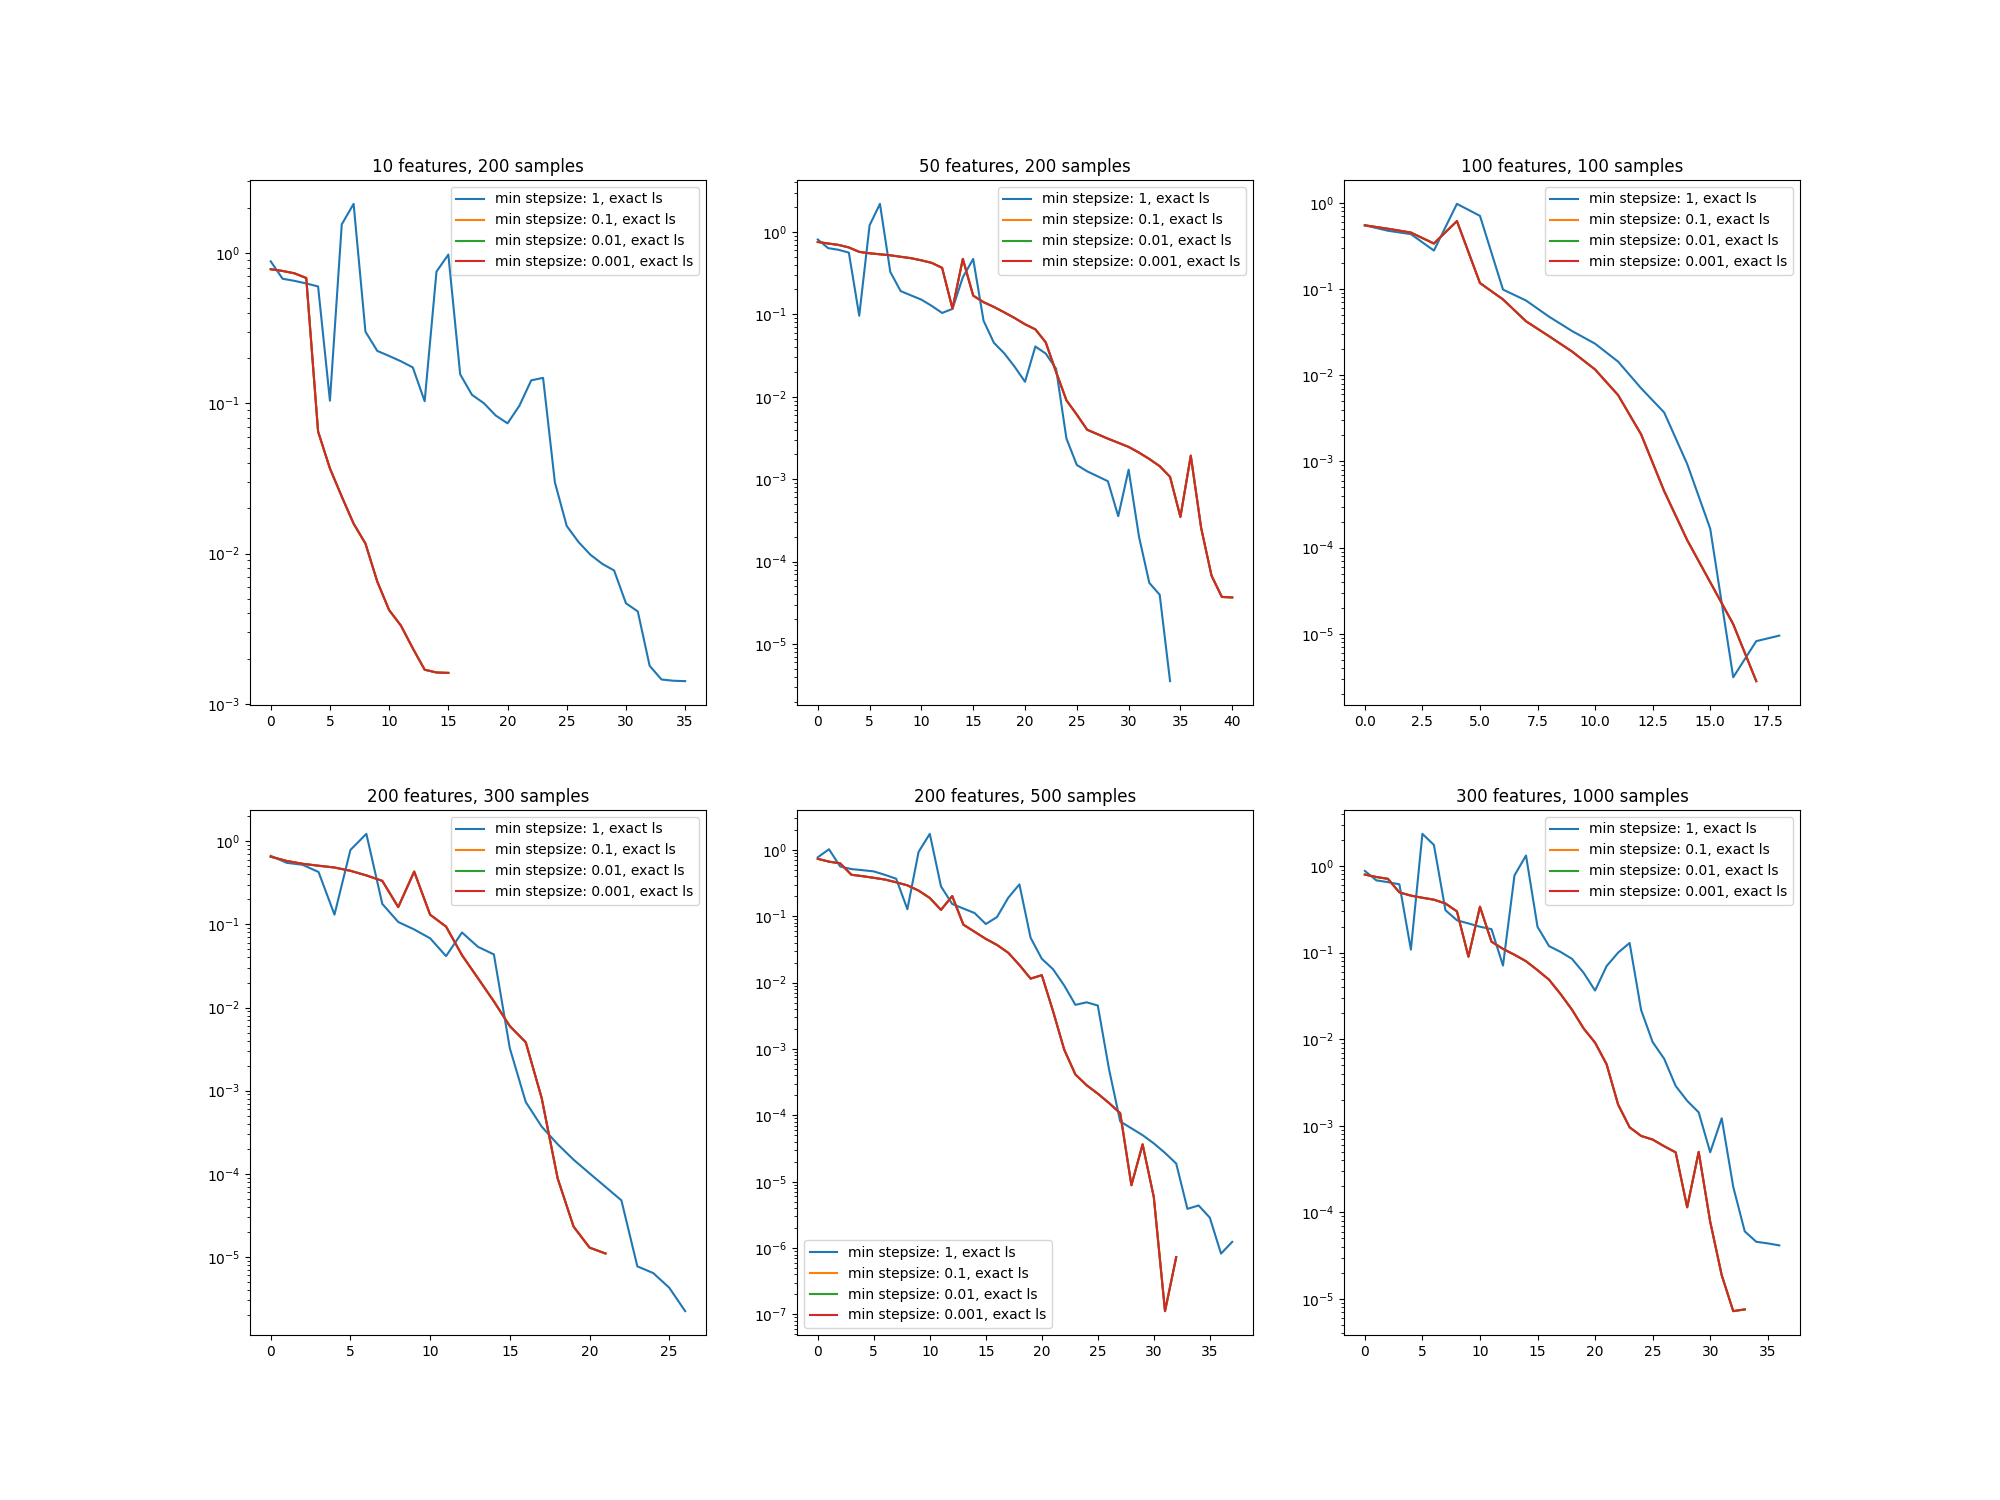 10 features, 200 samples
min stepsize: 1, exact ls
min stepsize: 0.1, exact ls
min stepsize: 0.01, exact ls
min stepsize: 0.001, exact ls
10⁰
10⁻¹
10⁻²
10⁻³
0 5 10 15 20 25 30 35
50 features, 200 samples
min stepsize: 1, exact ls
min stepsize: 0.1, exact ls
min stepsize: 0.01, exact ls
min stepsize: 0.001, exact ls
10⁰
10⁻¹
10⁻²
10⁻³
10⁻⁴
10⁻⁵
0 5 10 15 20 25 30 35 40
100 features, 100 samples
min stepsize: 1, exact ls
min stepsize: 0.1, exact ls
min stepsize: 0.01, exact ls
min stepsize: 0.001, exact ls
10⁰
10⁻¹
10⁻²
10⁻³
10⁻⁴
10⁻⁵
0.0 2.5 5.0 7.5 10.0 12.5 15.0 17.5
200 features, 300 samples
min stepsize: 1, exact ls
min stepsize: 0.1, exact ls
min stepsize: 0.01, exact ls
min stepsize: 0.001, exact ls
10⁰
10⁻¹
10⁻²
10⁻³
10⁻⁴
10⁻⁵
0 5 10 15 20 25
200 features, 500 samples
10⁰
10⁻¹
10⁻²
10⁻³
10⁻⁴
10⁻⁵
10⁻⁶
10⁻⁷
min stepsize: 1, exact ls
min stepsize: 0.1, exact ls
min stepsize: 0.01, exact ls
min stepsize: 0.001, exact ls
0 5 10 15 20 25 30 35
300 features, 1000 samples
min stepsize: 1, exact ls
min stepsize: 0.1, exact ls
min stepsize: 0.01, exact ls
min stepsize: 0.001, exact ls
10⁰
10⁻¹
10⁻²
10⁻³
10⁻⁴
10⁻⁵
0 5 10 15 20 25 30 35